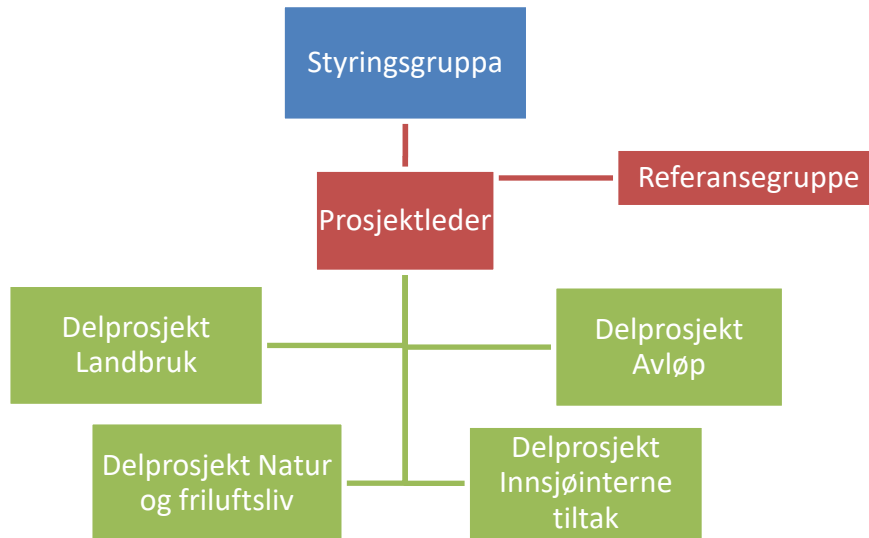 Styringsgruppa
Referansegruppe
Prosjektleder
Delprosjekt
Landbruk
Delprosjekt
Avløp
Delprosjekt Natur
og friluftsliv
Delprosjekt
Innsjøinterne
tiltak